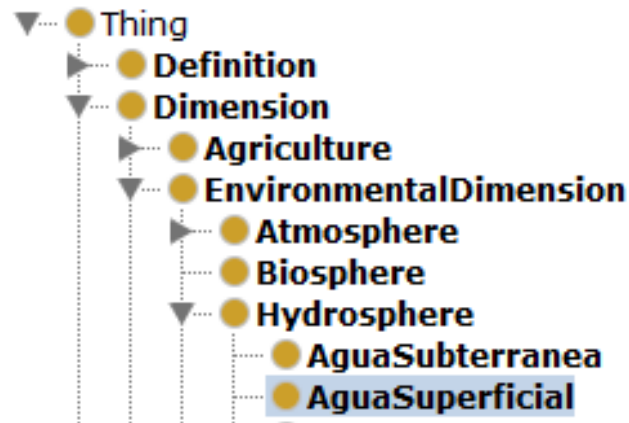 Thing
Definition
Dimension
Agriculture
EnvironmentalDimension
Atmosphere
Biosphere
Hydrosphere
AguaSubterranea
AguaSuperficial